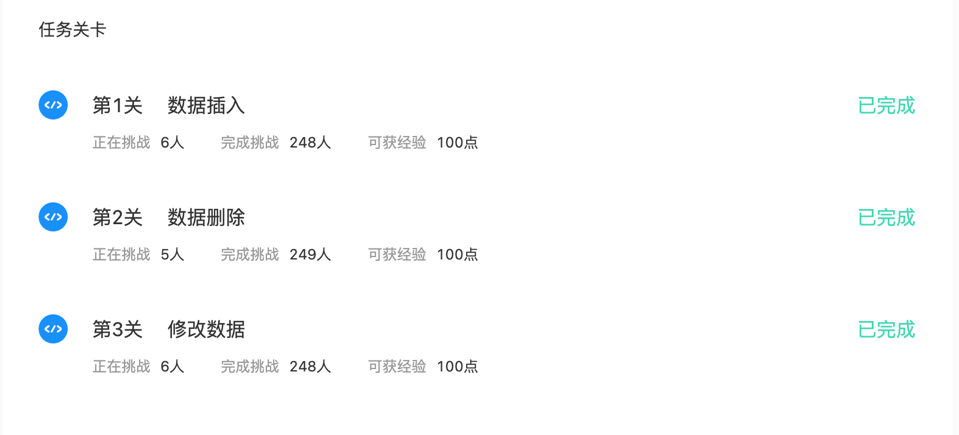 任务关卡
第1关 数据插入 已完成
正在挑战 6人 完成挑战 248人 可获经验 100点
第2关 数据删除 已完成
正在挑战 5人 完成挑战 249人 可获经验 100点
第3关 修改数据 已完成
正在挑战 6人 完成挑战 248人 可获经验 100点